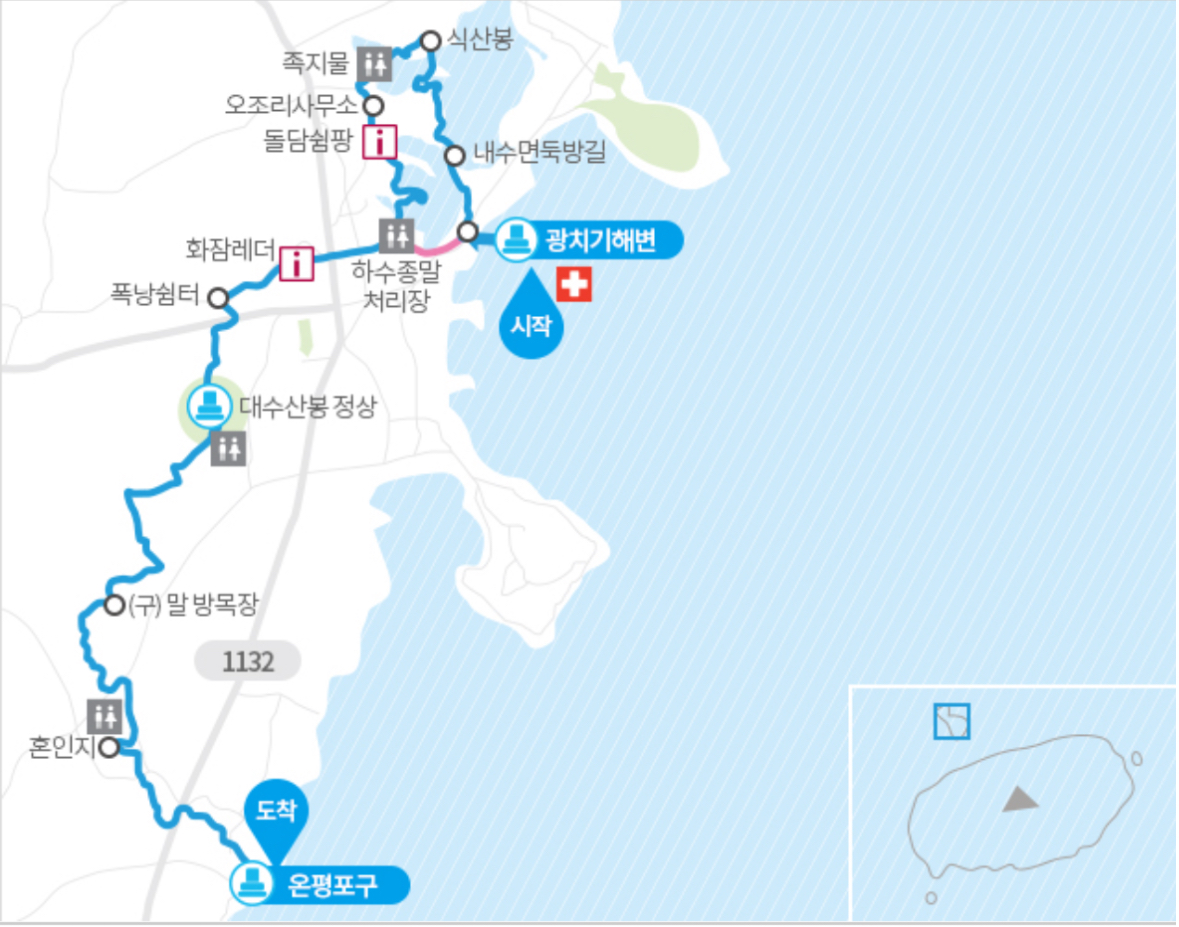 식산봉
족지물
오조리사무소
돌담쉼팡
내수면둑방길
광치기해변
화잠레더
하수종말
처리장
폭낭쉼터
시작
대수산봉 정상
(구) 말 방목장
1132
혼인지
도착
온평포구